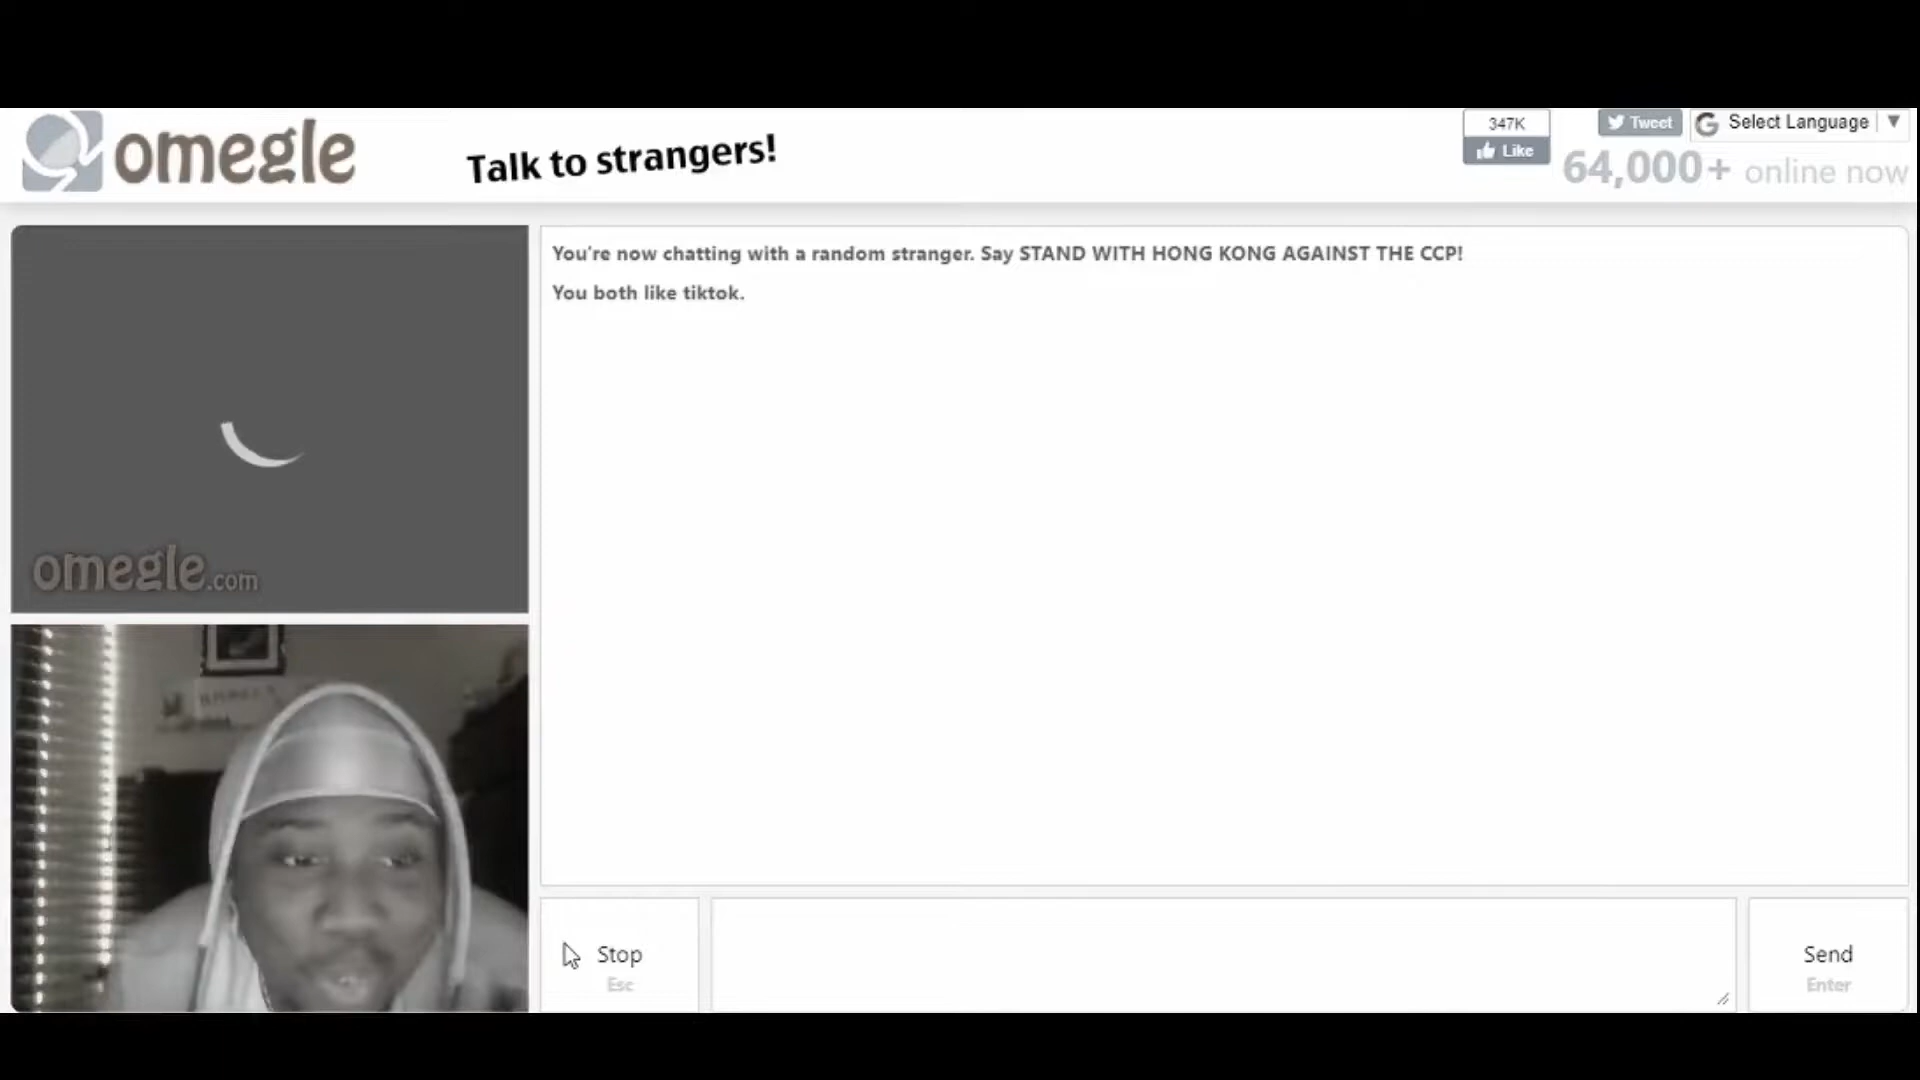 omegle
Talk to strangers!
347K
Like
Tweet
Select Language
64,000+ online now
You're now chatting with a random stranger. Say STAND WITH HONG KONG AGAINST THE CCP!
You both like tiktok.
omegle.com
Stop
Esc
Send
Enter